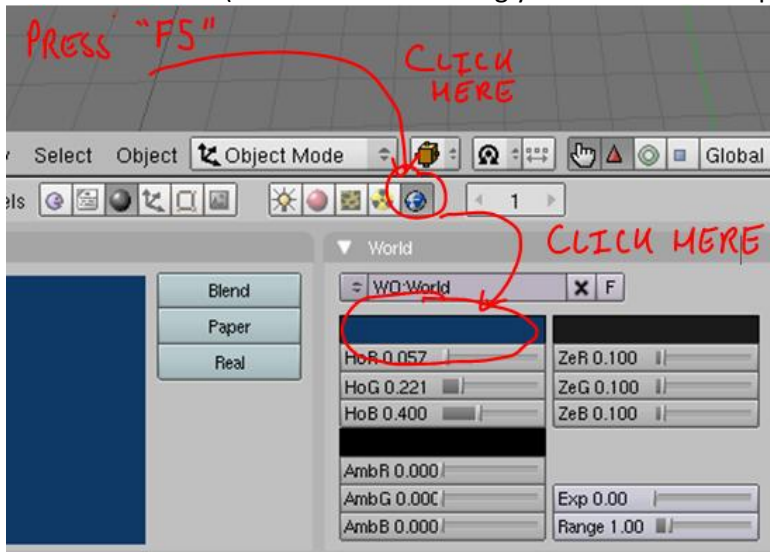 PRESS "F5"
CLICK
HERE
Select Object Object Mode Global
els 1
World
CLICK HERE
WO:World X F
Blend
Paper
Real
HoR 0.057 ZeR 0.100
HoG 0.221 ZeG 0.100
HoB 0.400 ZeB 0.100
AmbR 0.000
AmbG 0.000 Exp 0.00
AmbB 0.000 Range 1.00